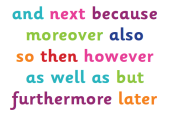 and next because
moreover also
so then however
as well as but
furthermore later